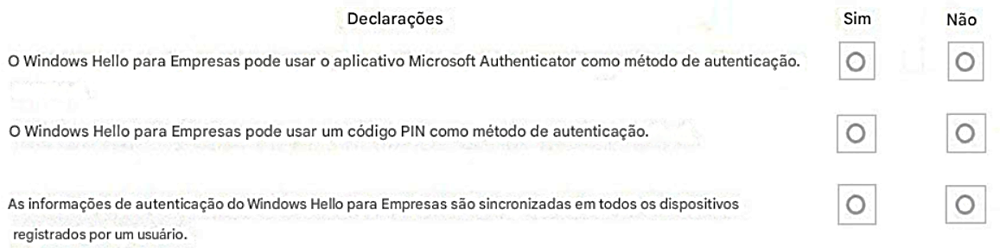 Declarações Sim Não
O Windows Hello para Empresas pode usar o aplicativo Microsoft Authenticator como método de autenticação.
O Windows Hello para Empresas pode usar um código PIN como método de autenticação.
As informações de autenticação do Windows Hello para Empresas são sincronizadas em todos os dispositivos
registrados por um usuário.